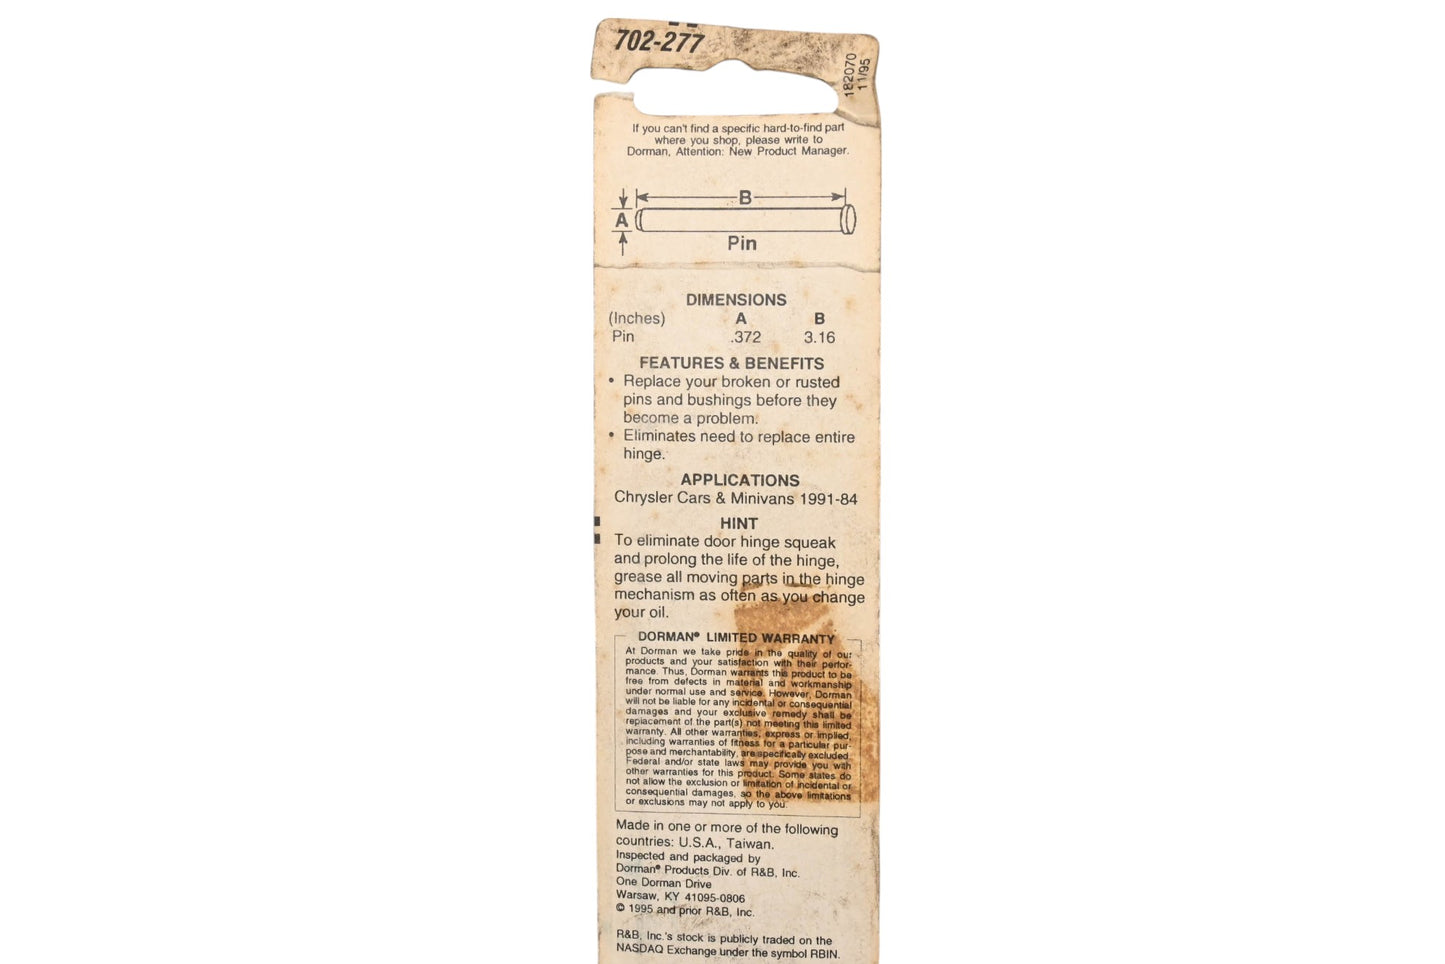 702-277
182070
11/95
If you can't find a specific hard-to-find part
where you shop, please write to
Dorman, Attention: New Product Manager.
B
A
Pin
DIMENSIONS
(Inches) A B
Pin .372 3.16
FEATURES & BENEFITS
• Replace your broken or rusted
pins and bushings before they
become a problem.
• Eliminates need to replace entire
hinge.
APPLICATIONS
Chrysler Cars & Minivans 1991-84
HINT
To eliminate door hinge squeak
and prolong the life of the hinge,
grease all moving parts in the hinge
mechanism as often as you change
your oil.
DORMAN® LIMITED WARRANTY
At Dorman we take pride in the quality of our
products and your satisfaction with their perfor-
mance. Thus, Dorman warrants this product to be
free from defects in material and workmanship
under normal use and service. However, Dorman
will not be liable for any incidental or consequential
damages and your exclusive remedy shall be
replacement of the part(s) not meeting this limited
warranty. All other warranties, express or implied,
including warranties of fitness for a particular pur-
pose and merchantability, are specifically excluded.
Federal and/or state laws may provide you with
other warranties for this product. Some states do
not allow the exclusion or limitation of incidental or
consequential damages, so the above limitations
or exclusions may not apply to you.
Made in one or more of the following
countries: U.S.A., Taiwan.
Inspected and packaged by
Dorman® Products Div. of R&B, Inc.
One Dorman Drive
Warsaw, KY 41095-0806
© 1995 and prior R&B, Inc.
R&B, Inc.'s stock is publicly traded on the
NASDAQ Exchange under the symbol RBIN.